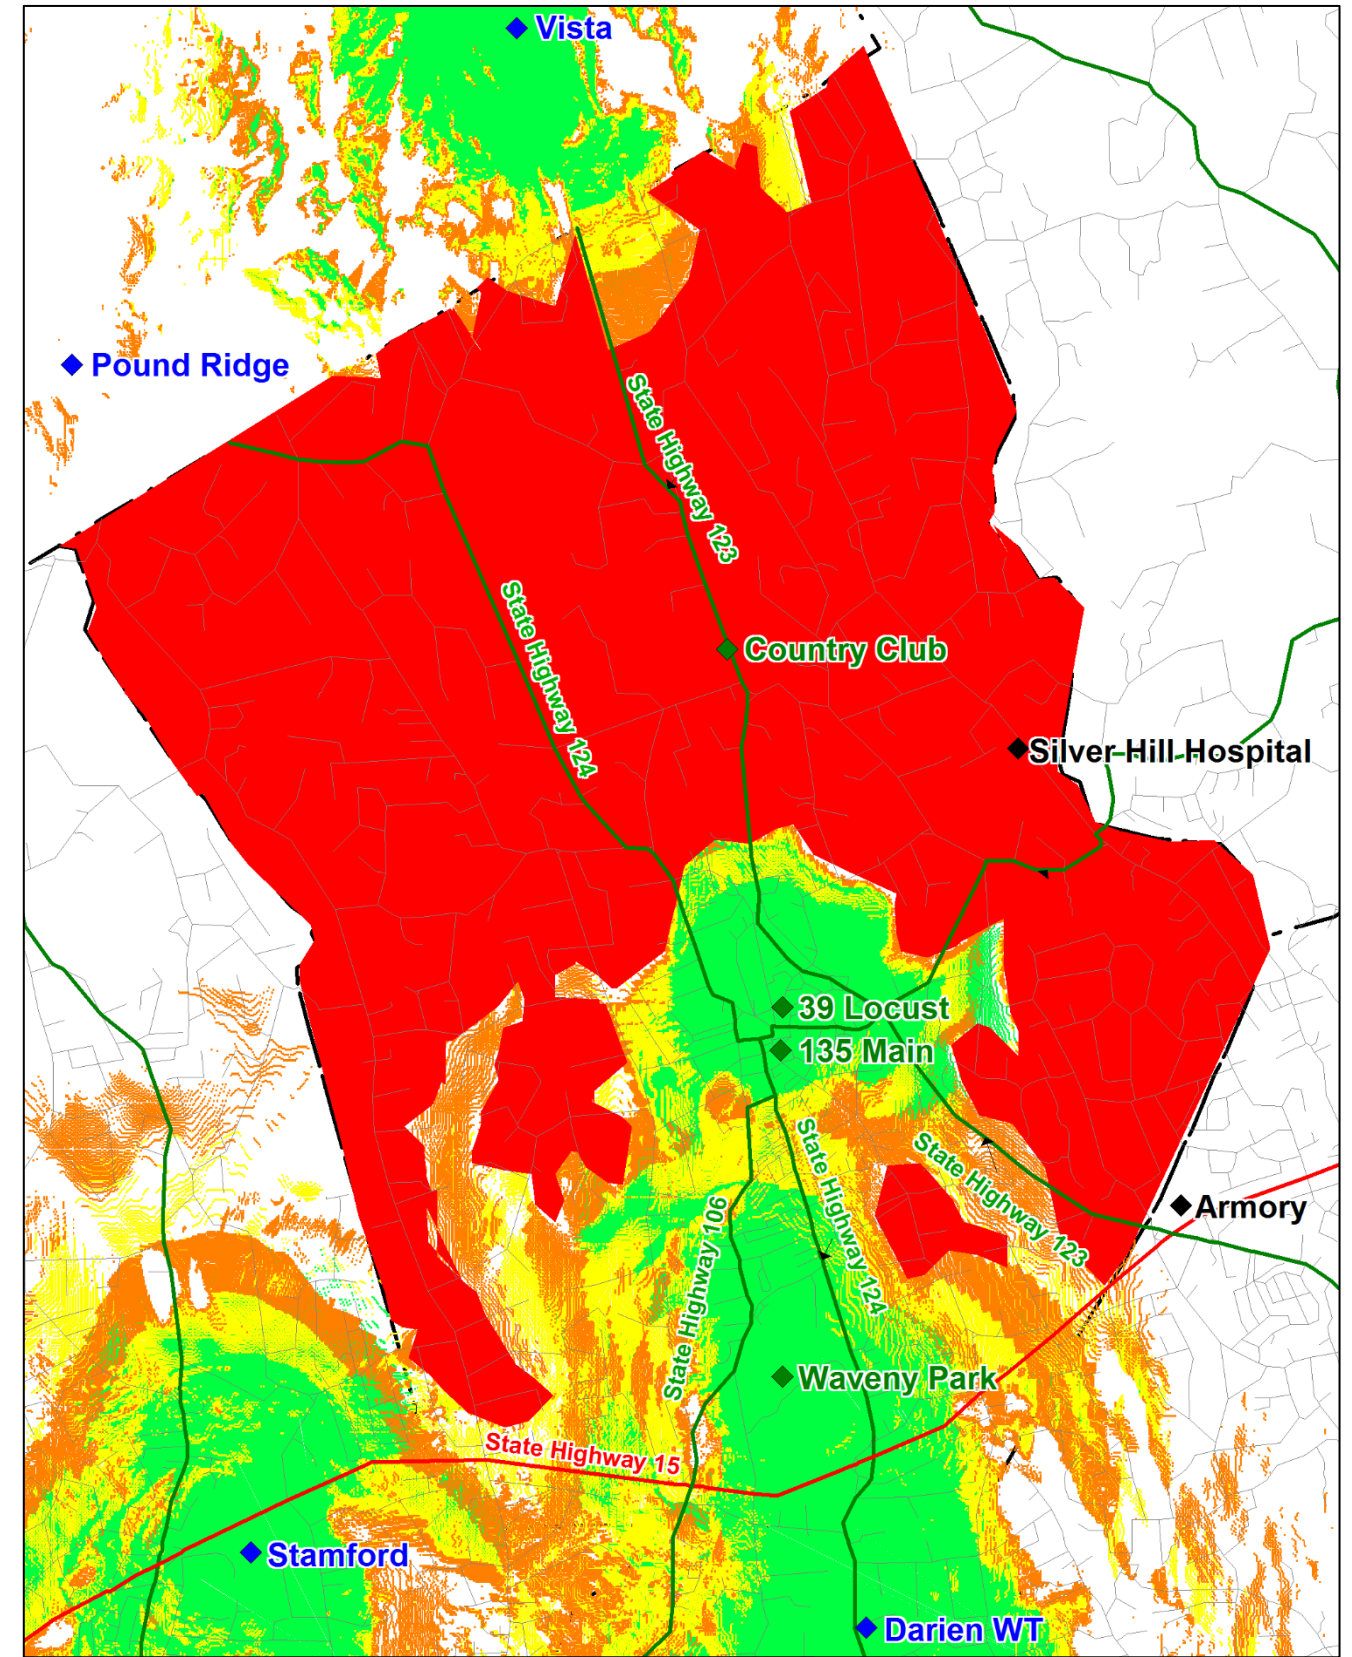 Vista
Pound Ridge
State Highway 123
State Highway 124
Country Club
Silver Hill Hospital
39 Locust
135 Main
State Highway 124
State Highway 123
State Highway 106
Armory
Waveny Park
State Highway 15
Stamford
Darien WT